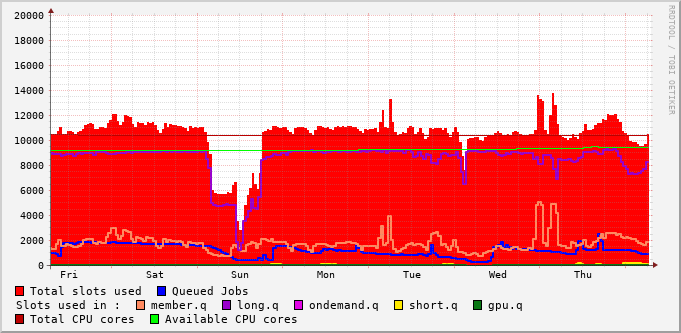 20000
18000
16000
14000
12000
10000
8000
6000
4000
2000
0
Fri Sat Sun Mon Tue Wed Thu
RRDTOOL / TOBI OETIKER
Total slots used Queued Jobs
Slots used in : member.q long.q ondemand.q short.q gpu.q
Total CPU cores Available CPU cores